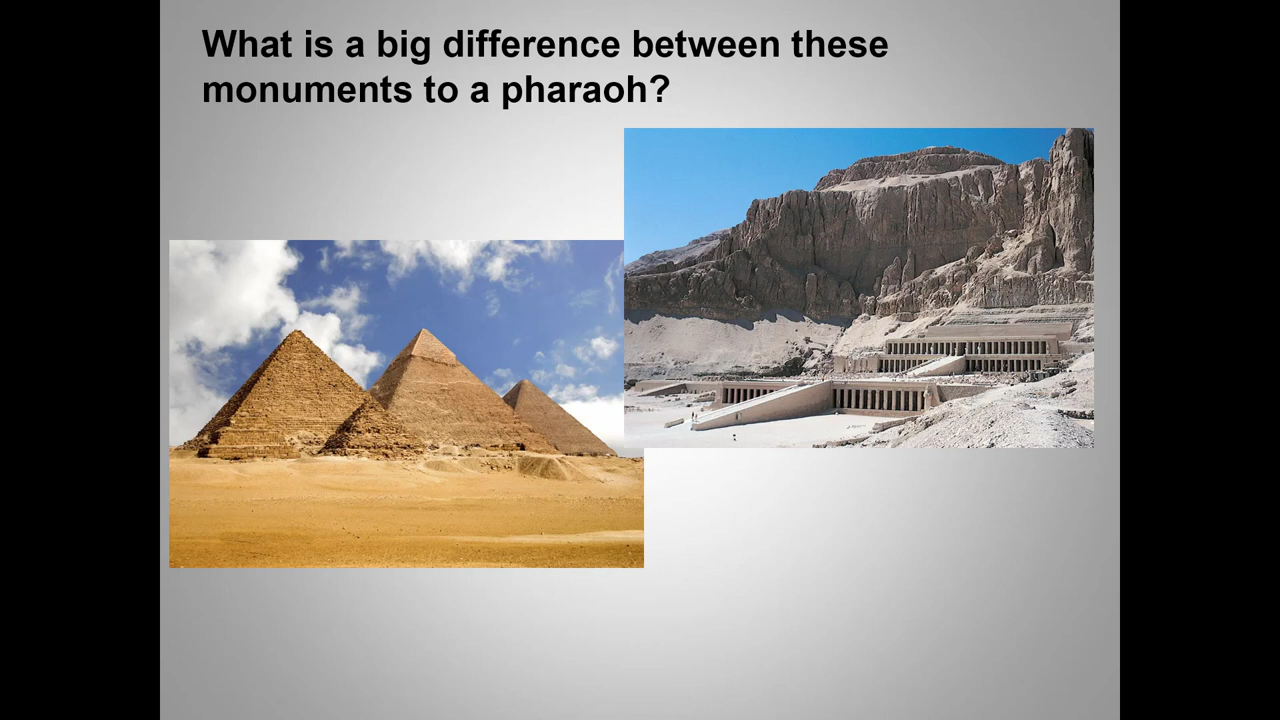 What is a big difference between these
monuments to a pharaoh?